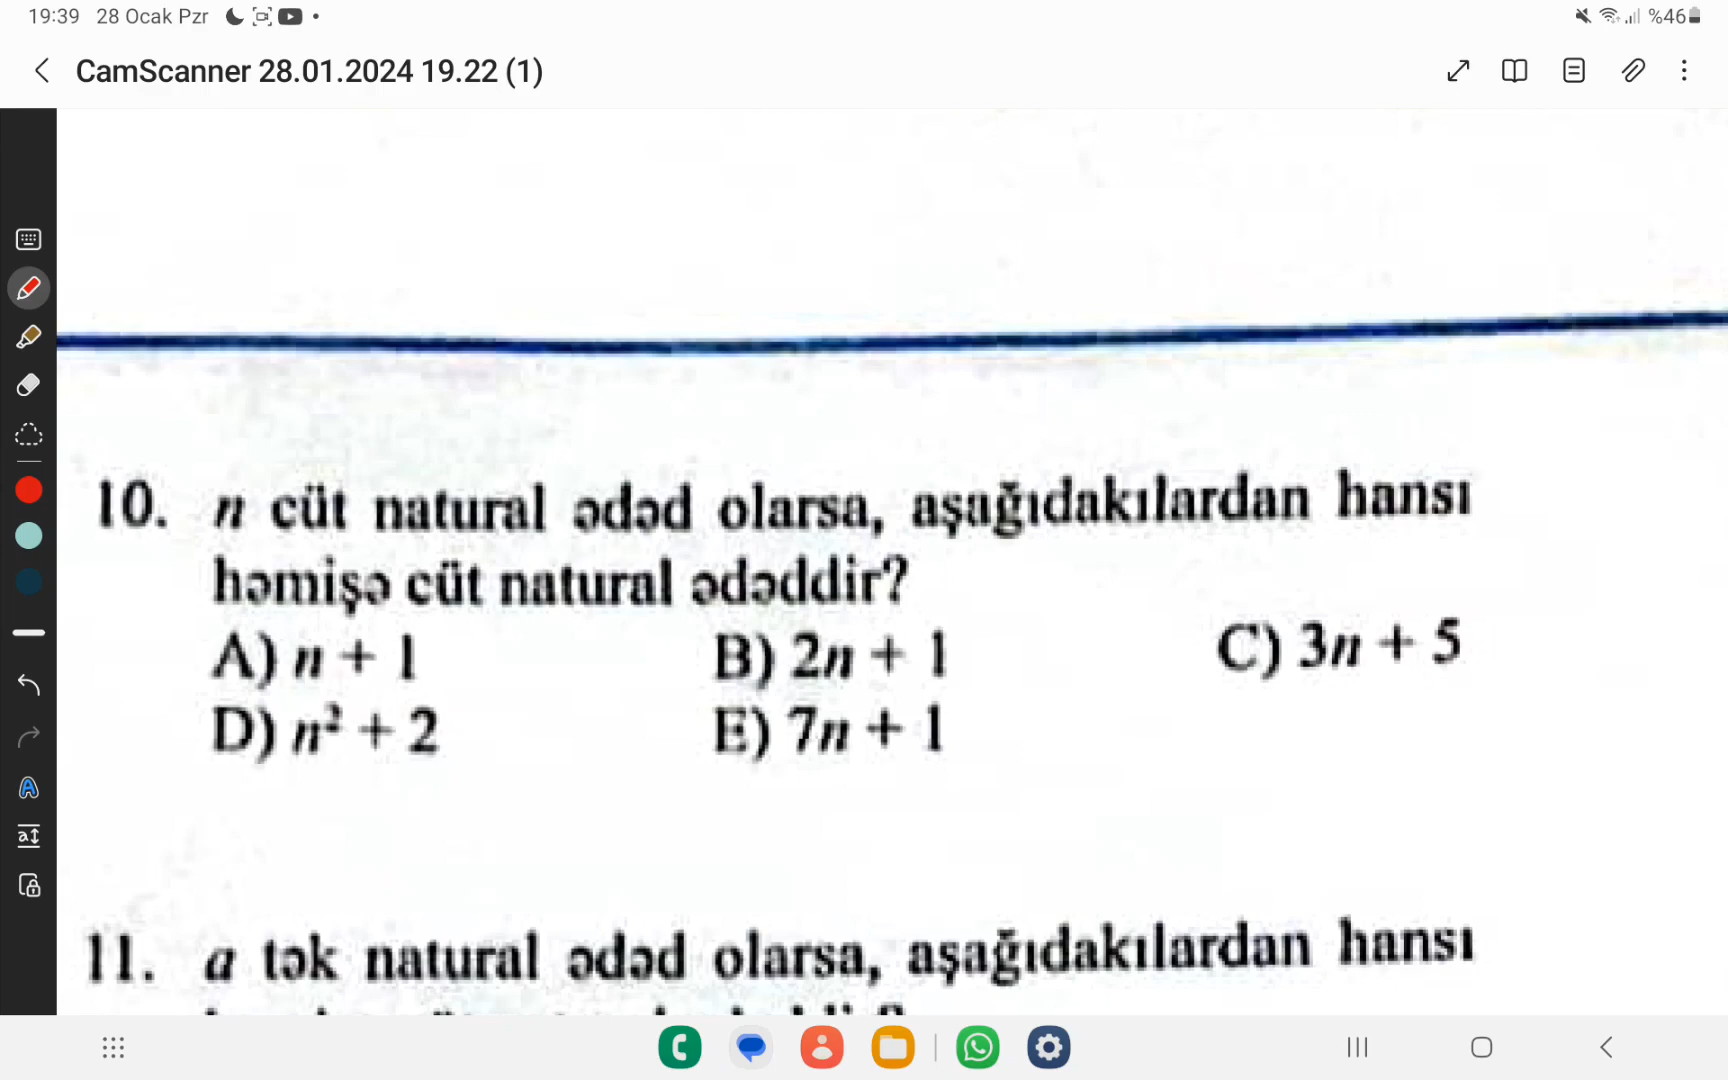 19:39 28 Ocak Pzr %46
CamScanner 28.01.2024 19.22 (1)
10. n cüt natural ədəd olarsa, aşağıdakılardan hansı
həmişə cüt natural ədəddir?
A) n + 1 B) 2n + 1 C) 3n + 5
D) n² + 2 E) 7n + 1
11. a tək natural ədəd olarsa, aşağıdakılardan hansı